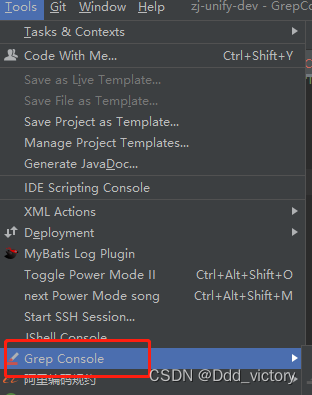 Tools Git Window Help zj-unify-dev - GrepCo
Tasks & Contexts
Code With Me... Ctrl+Shift+Y
Save as Live Template...
Save File as Template...
Save Project as Template...
Manage Project Templates...
Generate JavaDoc...
IDE Scripting Console
XML Actions
Deployment
MyBatis Log Plugin
Toggle Power Mode II Ctrl+Alt+Shift+O
next Power Mode song Ctrl+Alt+Shift+M
Start SSH Session...
JShell Console...
Grep Console
阿里编码规约
CSDN @Ddd_victory